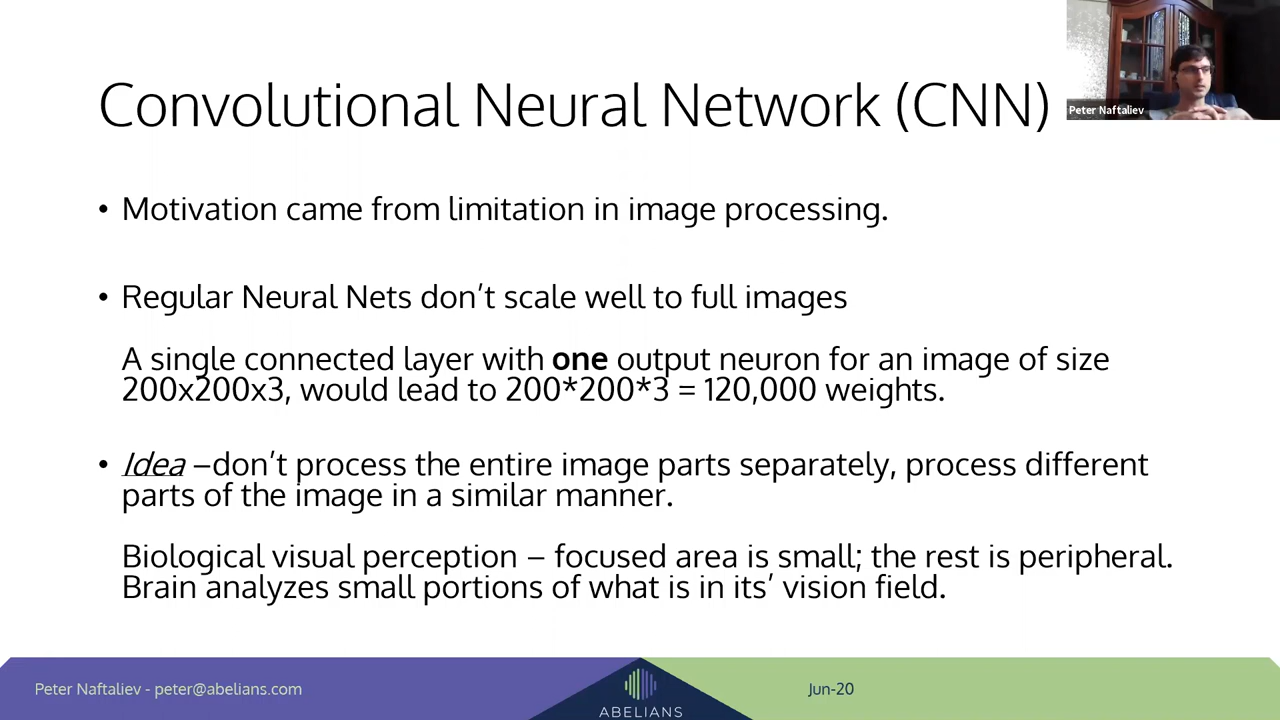 Convolutional Neural Network (CNN)
Peter Naftaliev
• Motivation came from limitation in image processing.
• Regular Neural Nets don’t scale well to full images
A single connected layer with one output neuron for an image of size
200x200x3, would lead to 200*200*3 = 120,000 weights.
• Idea –don’t process the entire image parts separately, process different
parts of the image in a similar manner.
Biological visual perception – focused area is small; the rest is peripheral.
Brain analyzes small portions of what is in its’ vision field.
Peter Naftaliev - peter@abelians.com
ABELIANS
Jun-20